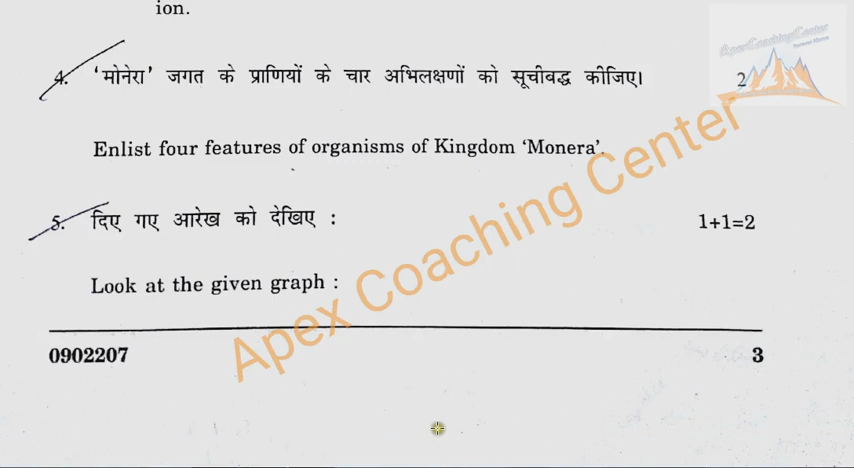 ion.
ApexCoachingCenter
4. 'मोनेरा' जगत के प्राणियों के चार अभिलक्षणों को सूचीबद्ध कीजिए। 2
Enlist four features of organisms of Kingdom 'Monera'.
5. दिए गए आरेख को देखिए : 1+1=2
Look at the given graph :
Apex Coaching Center
0902207 3